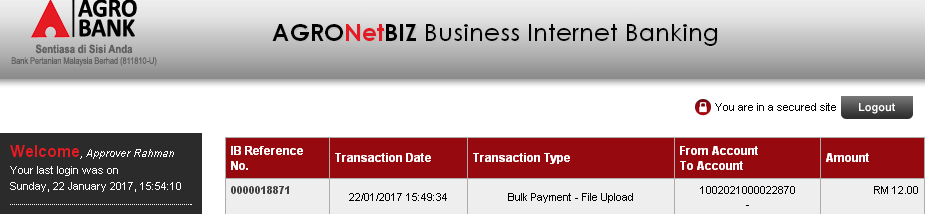 AGRO
BANK
Sentiasa di Sisi Anda
Bank Pertanian Malaysia Berhad (811810-U)
AGRONetBIZ Business Internet Banking
You are in a secured site
Logout
Welcome, Approver Rahman
Your last login was on
Sunday, 22 January 2017, 15:54:10
IB Reference
No.
Transaction Date
Transaction Type
From Account
To Account
Amount
0000018871
22/01/2017 15:49:34
Bulk Payment - File Upload
1002021000022870
-
RM 12.00